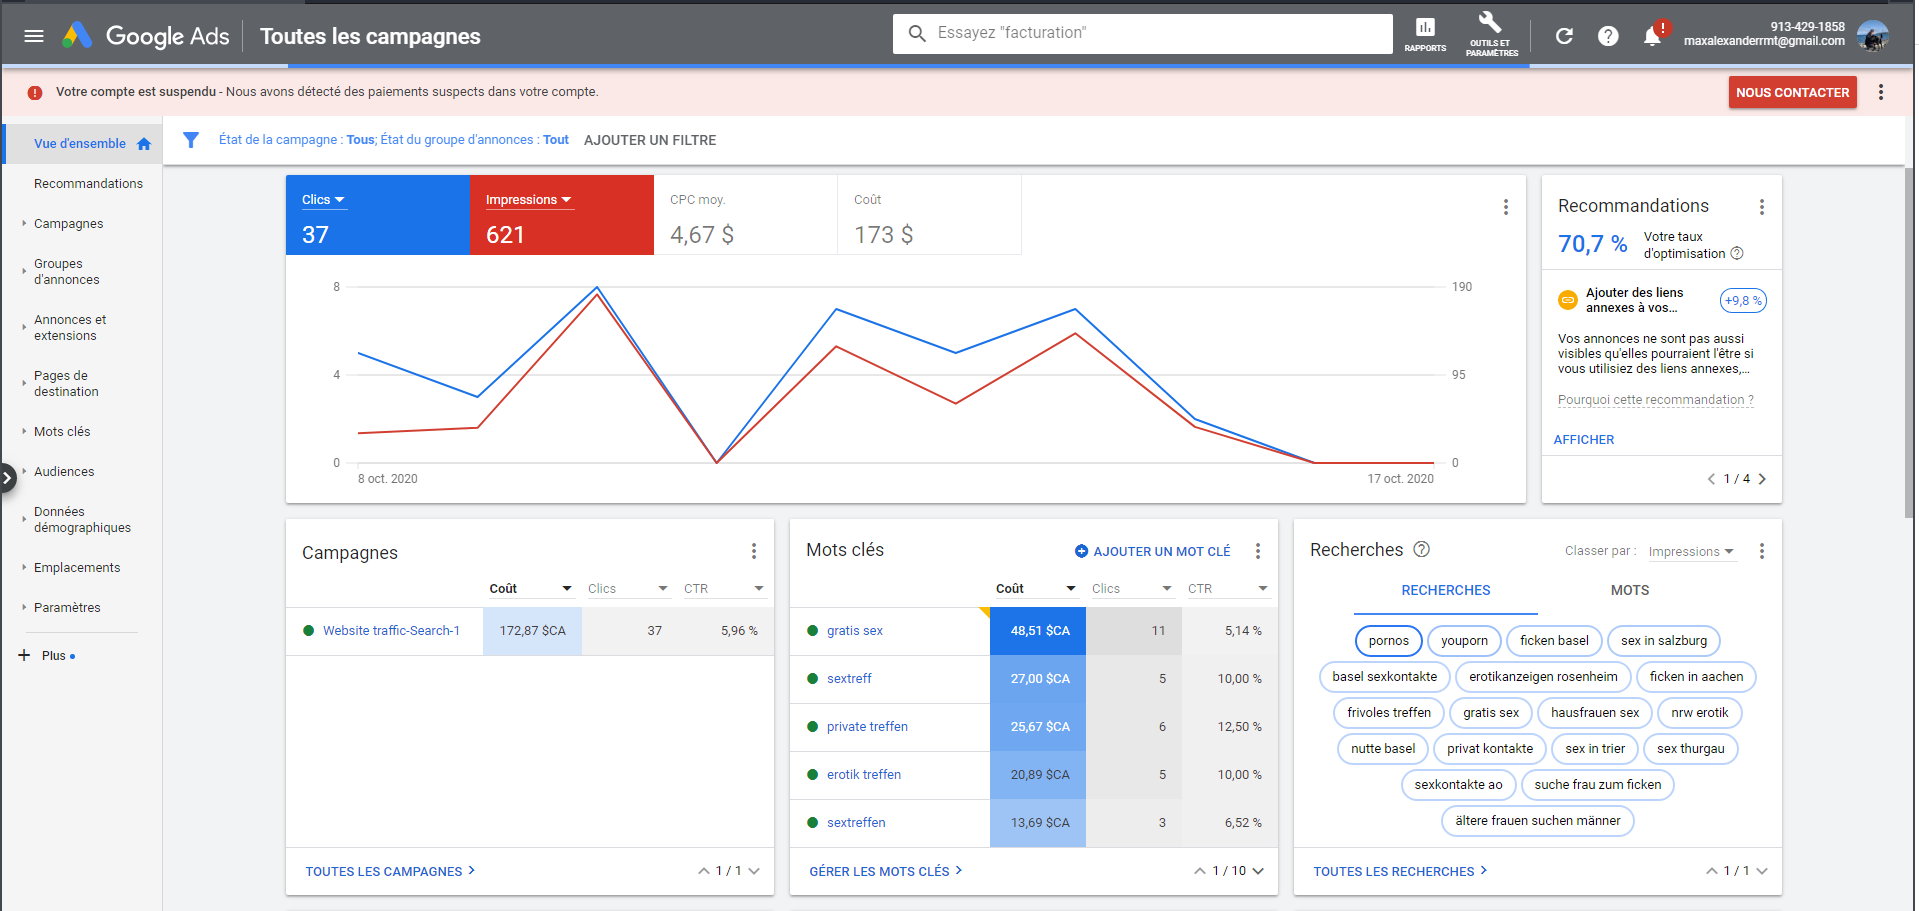 Google Ads
Toutes les campagnes
Essayez "facturation"
RAPPORTS
OUTILS ET
PARAMÈTRES
?
!
913-429-1858
maxalexanderrmt@gmail.com
Votre compte est suspendu - Nous avons détecté des paiements suspects dans votre compte.
NOUS CONTACTER
Vue d'ensemble
Recommandations
Campagnes
Groupes
d'annonces
Annonces et
extensions
Pages de
destination
Mots clés
Audiences
Données
démographiques
Emplacements
Paramètres
Plus
État de la campagne : Tous; État du groupe d'annonces : Tout
AJOUTER UN FILTRE
Clics
37
Impressions
621
CPC moy.
4,67 $
Coût
173 $
8
4
0
190
95
0
8 oct. 2020
17 oct. 2020
Recommandations
70,7 %
Votre taux
d'optimisation
Ajouter des liens
annexes à vos...
+9,8 %
Vos annonces ne sont pas aussi
visibles qu'elles pourraient l'être si
vous utilisiez des liens annexes,...
Pourquoi cette recommandation ?
AFFICHER
1 / 4
Campagnes
Coût Clics CTR
Website traffic-Search-1 172,87 $CA 37 5,96 %
TOUTES LES CAMPAGNES
1 / 1
Mots clés
AJOUTER UN MOT CLÉ
Coût Clics CTR
gratis sex 48,51 $CA 11 5,14 %
sextreff 27,00 $CA 5 10,00 %
private treffen 25,67 $CA 6 12,50 %
erotik treffen 20,89 $CA 5 10,00 %
sextreffen 13,69 $CA 3 6,52 %
GÉRER LES MOTS CLÉS
1 / 10
Recherches
Classer par : Impressions
RECHERCHES MOTS
pornos youporn ficken basel sex in salzburg
basel sexkontakte erotikanzeigen rosenheim ficken in aachen
frivoles treffen gratis sex hausfrauen sex nrw erotik
nutte basel privat kontakte sex in trier sex thurgau
sexkontakte ao suche frau zum ficken
ältere frauen suchen männer
TOUTES LES RECHERCHES
1 / 1